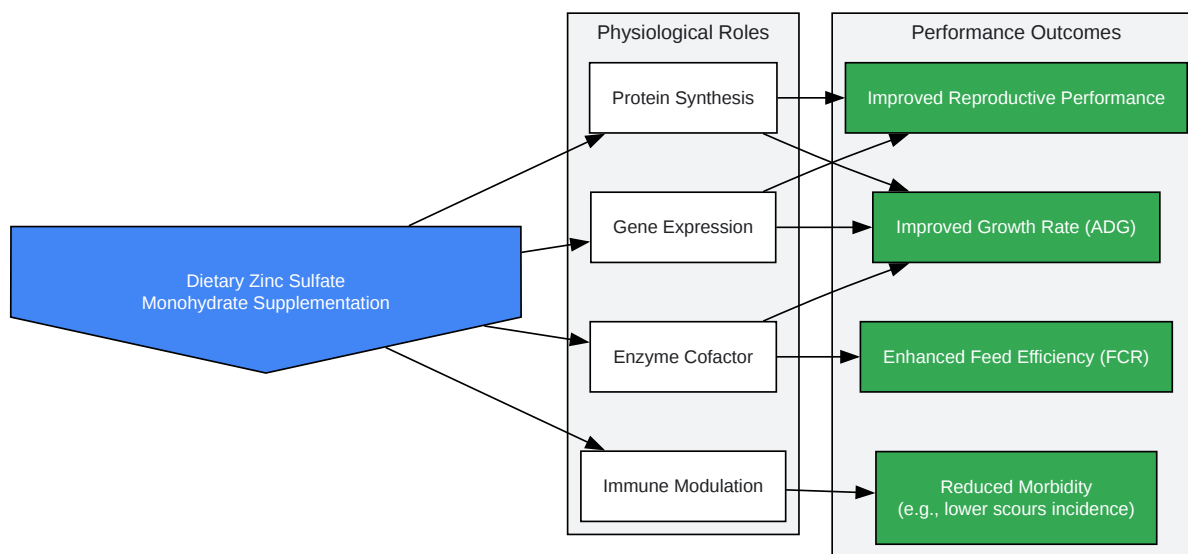 Physiological Roles
Performance Outcomes
Protein Synthesis
Improved Reproductive Performance
Gene Expression
Improved Growth Rate (ADG)
Dietary Zinc Sulfate
Monohydrate Supplementation
Enzyme Cofactor
Enhanced Feed Efficiency (FCR)
Immune Modulation
Reduced Morbidity
(e.g., lower scours incidence)